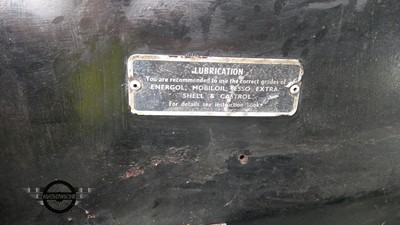 LUBRICATION
You are recommended to use the correct grades of
ENERGOL, MOBILOIL, ESSO EXTRA
SHELL & CASTROL.
For details see instruction book.